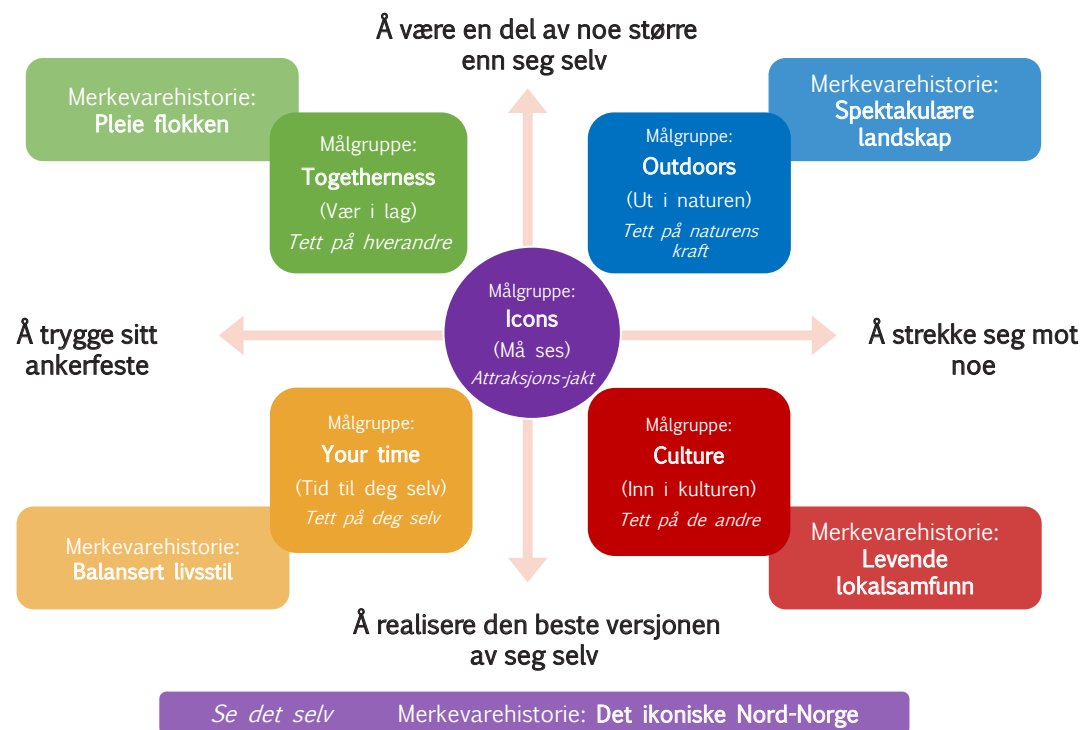 Å være en del av noe større
enn seg selv
Merkevarehistorie:
Pleie flokken
Målgruppe:
Togetherness
(Vær i lag)
Tett på hverandre
Målgruppe:
Outdoors
(Ut i naturen)
Tett på naturens
kraft
Merkevarehistorie:
Spektakulære
landskap
Å trygge sitt
ankerfeste
Målgruppe:
Icons
(Må ses)
Attraksjons-jakt
Å strekke seg mot
noe
Målgruppe:
Your time
(Tid til deg selv)
Tett på deg selv
Merkevarehistorie:
Balansert livsstil
Målgruppe:
Culture
(Inn i kulturen)
Tett på de andre
Merkevarehistorie:
Levende
lokalsamfunn
Å realisere den beste versjonen
av seg selv
Se det selv Merkevarehistorie: Det ikoniske Nord-Norge